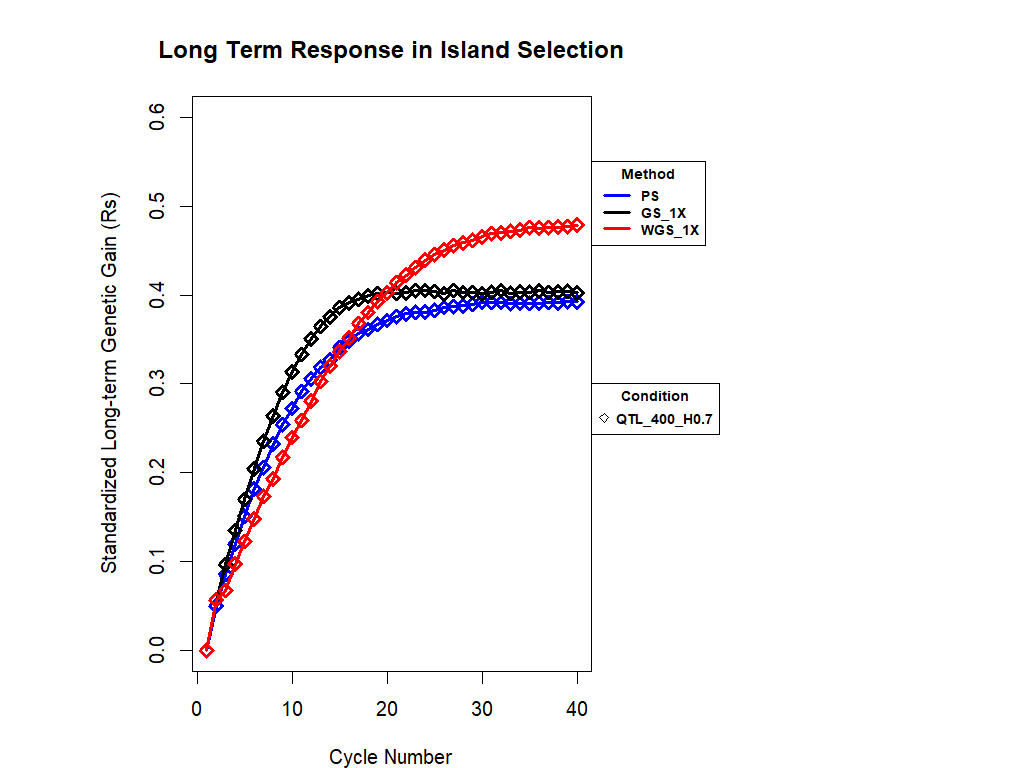 Long Term Response in Island Selection
Standardized Long-term Genetic Gain (Rs)
0.6
0.5
0.4
0.3
0.2
0.1
0.0
Method
PS
GS_1X
WGS_1X
Condition
QTL_400_H0.7
0 10 20 30 40
Cycle Number